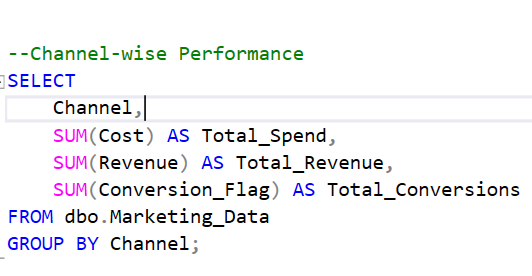 --Channel-wise Performance
SELECT
    Channel,
    SUM(Cost) AS Total_Spend,
    SUM(Revenue) AS Total_Revenue,
    SUM(Conversion_Flag) AS Total_Conversions
FROM dbo.Marketing_Data
GROUP BY Channel;